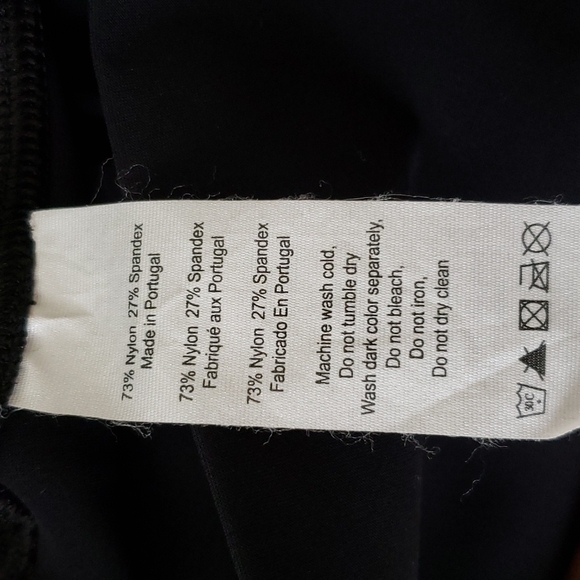 73% Nylon 27% Spandex
Made in Portugal
73% Nylon 27% Spandex
Fabriqué aux Portugal
73% Nylon 27% Spandex
Fabricado En Portugal
Machine wash cold,
Do not tumble dry
Wash dark color separately,
Do not bleach,
Do not iron,
Do not dry clean
30C